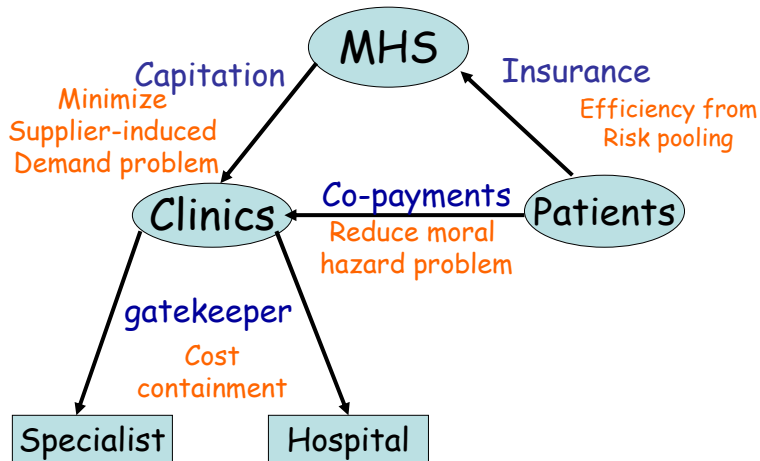 MHS
Capitation
Insurance
Minimize
Supplier-induced
Demand problem
Efficiency from
Risk pooling
Clinics
Co-payments
Patients
Reduce moral
hazard problem
gatekeeper
Cost
containment
Specialist
Hospital